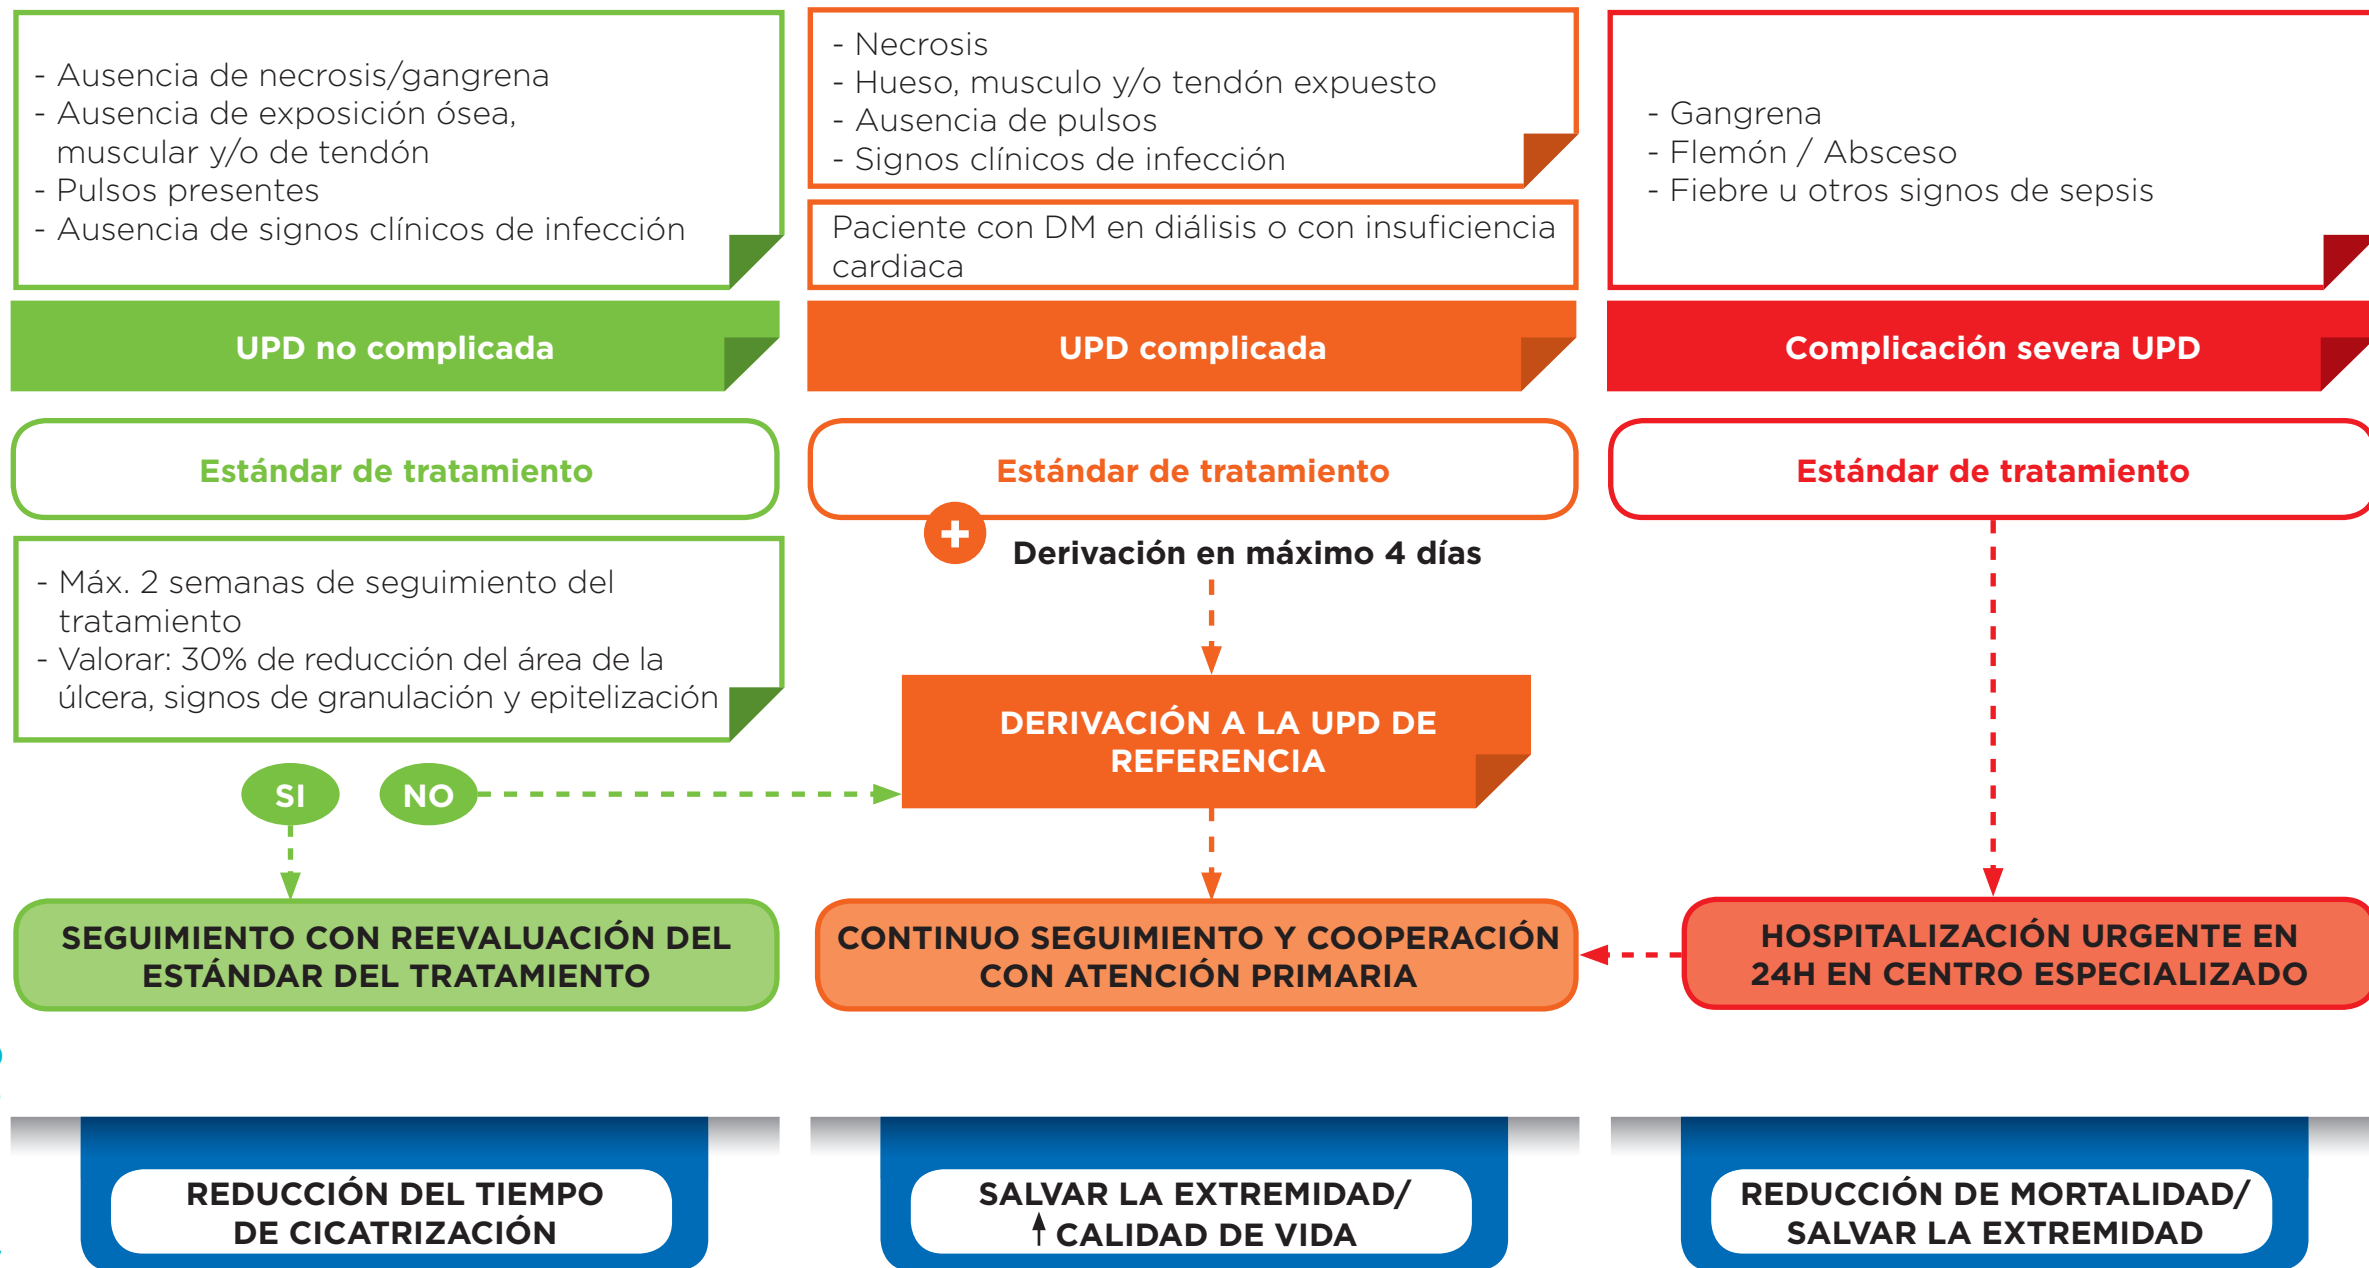 - Ausencia de necrosis/gangrena
- Ausencia de exposición ósea,
muscular y/o de tendón
- Pulsos presentes
- Ausencia de signos clínicos de infección
UPD no complicada
Estándar de tratamiento
- Máx. 2 semanas de seguimiento del
tratamiento
- Valorar: 30% de reducción del área de la
úlcera, signos de granulación y epitelización
SI
NO
SEGUIMIENTO CON REEVALUACIÓN DEL
ESTÁNDAR DEL TRATAMIENTO
REDUCCIÓN DEL TIEMPO
DE CICATRIZACIÓN
- Necrosis
- Hueso, musculo y/o tendón expuesto
- Ausencia de pulsos
- Signos clínicos de infección
Paciente con DM en diálisis o con insuficiencia
cardiaca
UPD complicada
Estándar de tratamiento
+
Derivación en máximo 4 días
DERIVACIÓN A LA UPD DE
REFERENCIA
CONTINUO SEGUIMIENTO Y COOPERACIÓN
CON ATENCIÓN PRIMARIA
SALVAR LA EXTREMIDAD/
↑ CALIDAD DE VIDA
- Gangrena
- Flemón / Absceso
- Fiebre u otros signos de sepsis
Complicación severa UPD
Estándar de tratamiento
HOSPITALIZACIÓN URGENTE EN
24H EN CENTRO ESPECIALIZADO
REDUCCIÓN DE MORTALIDAD/
SALVAR LA EXTREMIDAD